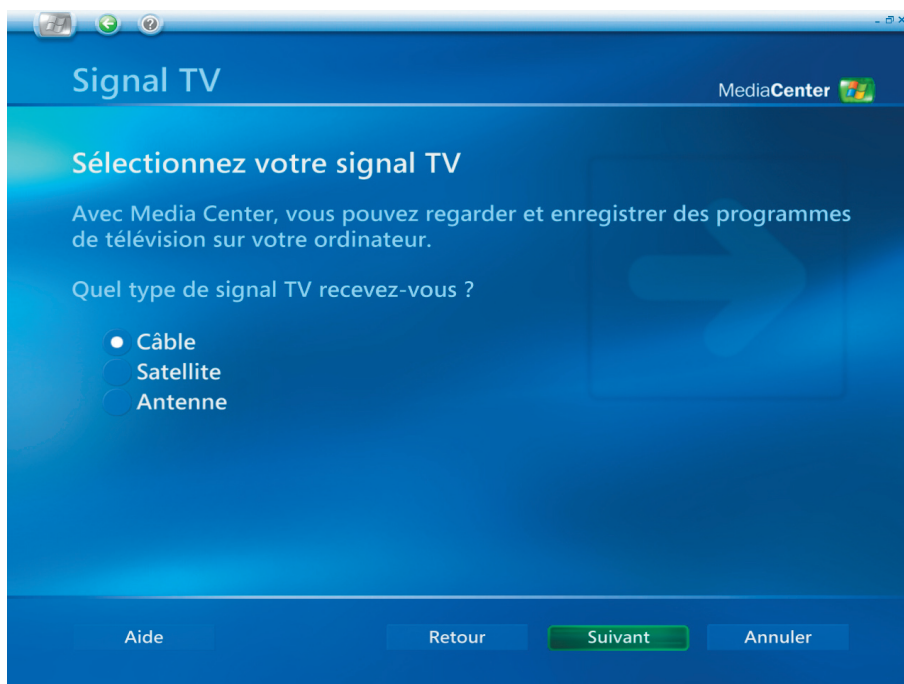 Signal TV
MediaCenter
Sélectionnez votre signal TV
Avec Media Center, vous pouvez regarder et enregistrer des programmes
de télévision sur votre ordinateur.
Quel type de signal TV recevez-vous ?
Câble
Satellite
Antenne
Aide
Retour
Suivant
Annuler